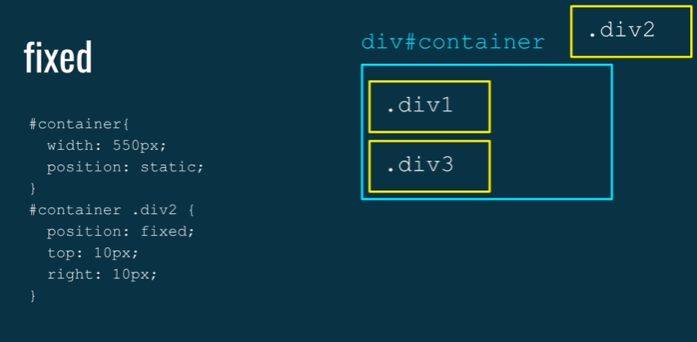 fixed
#container{
  width: 550px;
  position: static;
}
#container .div2 {
  position: fixed;
  top: 10px;
  right: 10px;
}
div#container
.div2
.div1
.div3